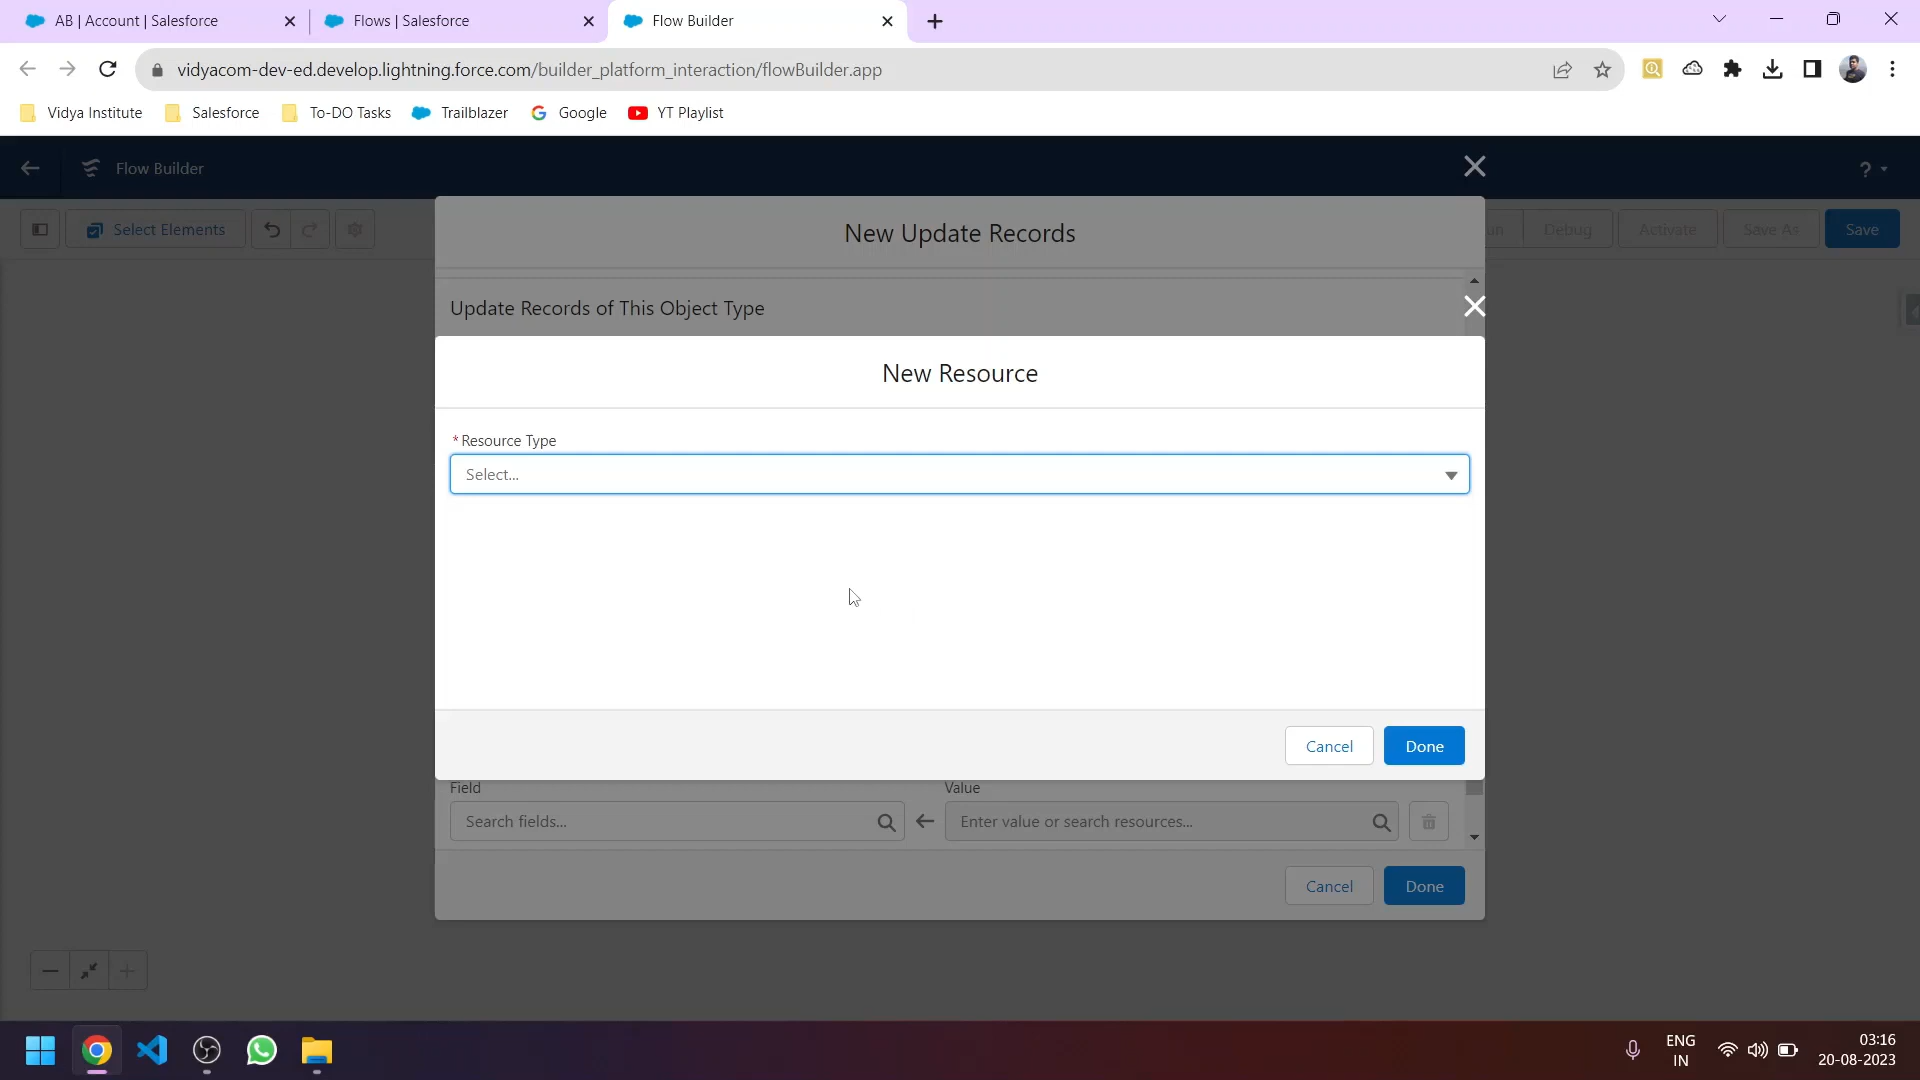 AB | Account | Salesforce
Flows | Salesforce
Flow Builder
vidyacom-dev-ed.develop.lightning.force.com/builder_platform_interaction/flowBuilder.app
Vidya Institute
Salesforce
To-DO Tasks
Trailblazer
Google
YT Playlist
Flow Builder
?
Select Elements
New Update Records
un
Debug
Activate
Save As
Save
Update Records of This Object Type
New Resource
*Resource Type
Select...
Cancel
Done
Field
Value
Search fields...
Enter value or search resources...
Cancel
Done
ENG
IN
03:16
20-08-2023